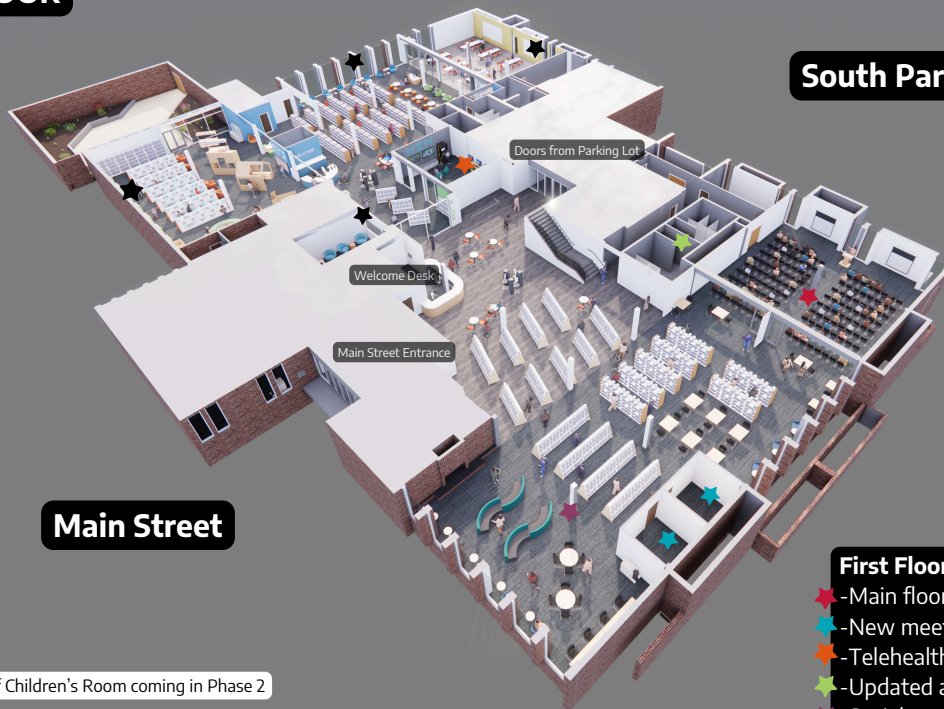 South Par
Doors from Parking Lot
Welcome Desk
Main Street Entrance
Main Street
First Floor
-Main floor
-New meet
-Telehealth
-Updated a
Children's Room coming in Phase 2